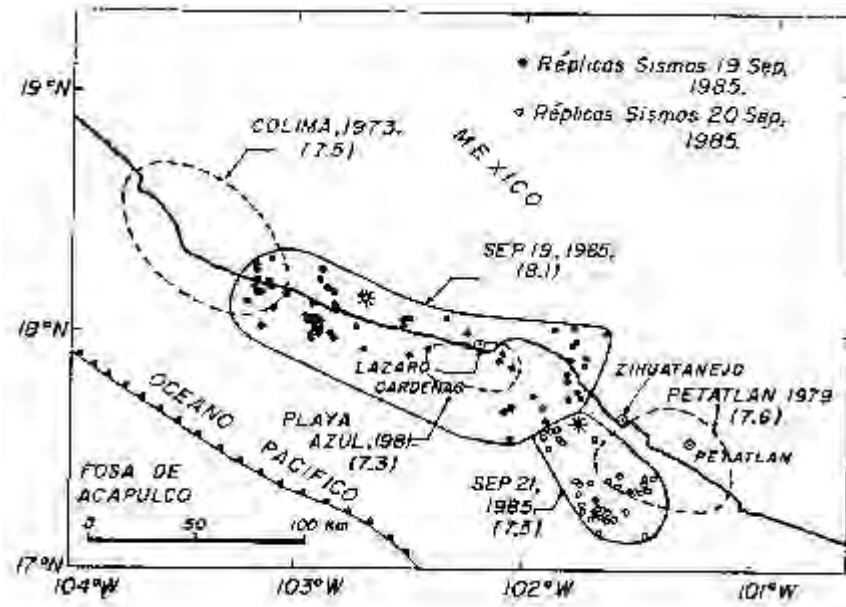 19°N
18°N
17°N
104°W
103°W
102°W
101°W
Réplicas Sismos 19 Sep.
1985.
Réplicas Sismos 20 Sep.
1985.
COLIMA, 1973.
(7.5)
MEXICO
SEP 19, 1985,
(8.1)
LAZARO
CARDENAS
ZIHUATANEJO
PETATLAN 1979
(7.6)
PETATLAN
PLAYA
AZUL, 1981
(7.3)
SEP 21,
1985
(7.5)
OCEANO
PACIFICO
FOSA DE
ACAPULCO
0 50 100 Km